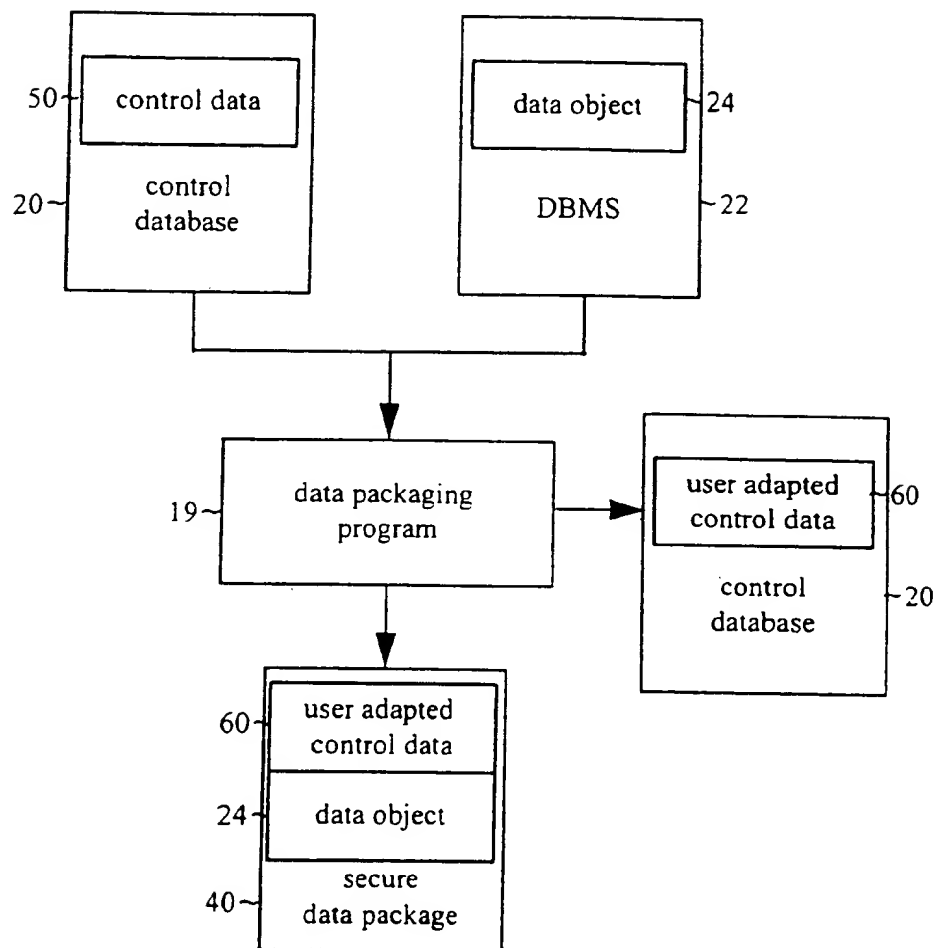 50 control data
20 control
database
data object 24
DBMS 22
19 data packaging
program
user adapted 60
control data
control 20
database
60 user adapted
control data
24 data object
40 secure
data package